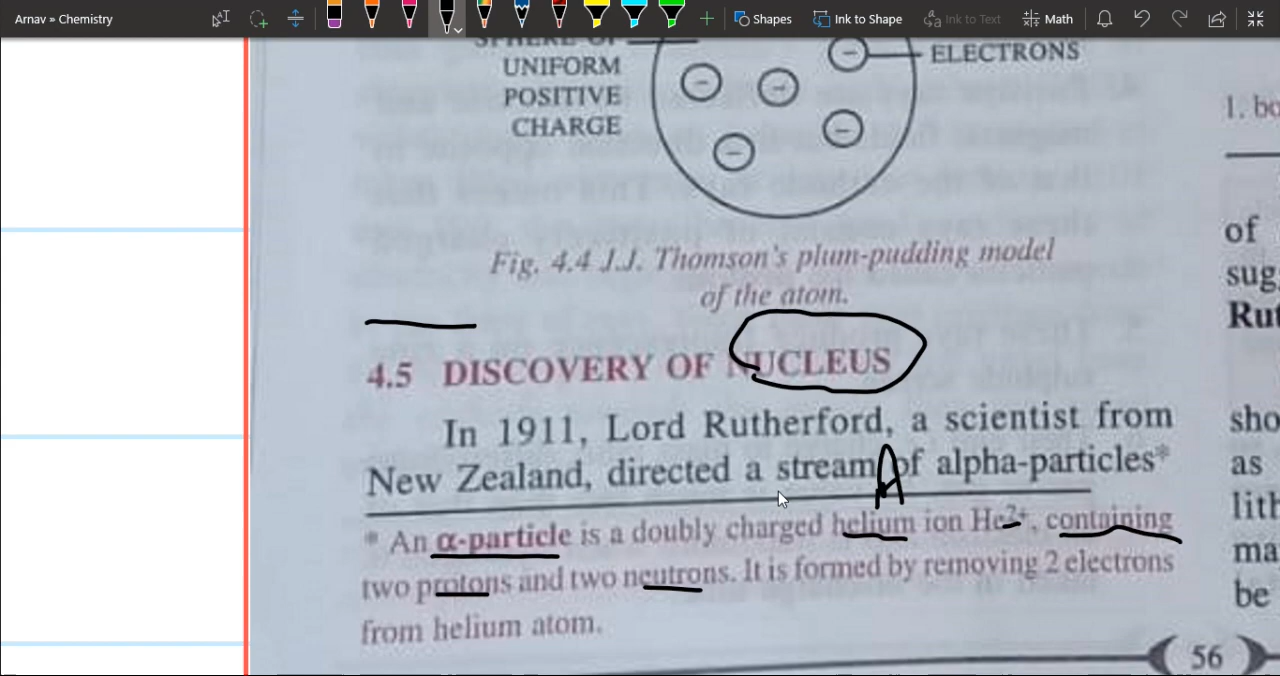 Arnav » Chemistry
Shapes
Ink to Shape
Ink to Text
Math
SPHERE OF
UNIFORM
POSITIVE
CHARGE
ELECTRONS
Fig. 4.4 J.J. Thomson's plum-pudding model
of the atom.
4.5 DISCOVERY OF NUCLEUS
In 1911, Lord Rutherford, a scientist from
New Zealand, directed a stream of alpha-particles*
A
* An α-particle is a doubly charged helium ion He²⁺, containing
two protons and two neutrons. It is formed by removing 2 electrons
from helium atom.
56
1. bo
of
sugg
Rut
sho
as
lith
ma
be